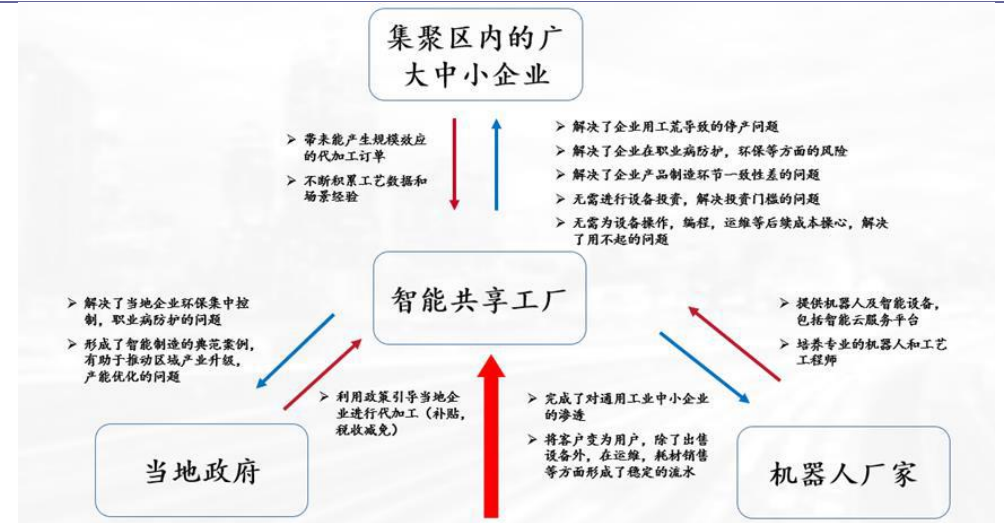 集聚区内的广
大中小企业
➢ 带来能产生规模效应
的代加工订单
➢ 不断积累工艺数据和
场景经验
➢ 解决了企业用工荒导致的停产问题
➢ 解决了企业在职业病防护，环保等方面的风险
➢ 解决了企业产品制造环节一致性差的问题
➢ 无需进行设备投资，解决投资门槛的问题
➢ 无需为设备操作，编程，运维等后续成本操心，解决
了用不起的问题
智能共享工厂
➢ 解决了当地企业环保集中控
制，职业病防护的问题
➢ 形成了智能制造的典范案例，
有助于推动区域产业升级，
产能优化的问题
➢ 利用政策引导当地企
业进行代加工（补贴，
税收减免）
➢ 提供机器人及智能设备，
包括智能云服务平台
➢ 培养专业的机器人和工艺
工程师
➢ 完成了对通用工业中小企业
的渗透
➢ 将客户变为用户，除了出售
设备外，在运维，耗材销售
等方面形成了稳定的流水
当地政府
机器人厂家